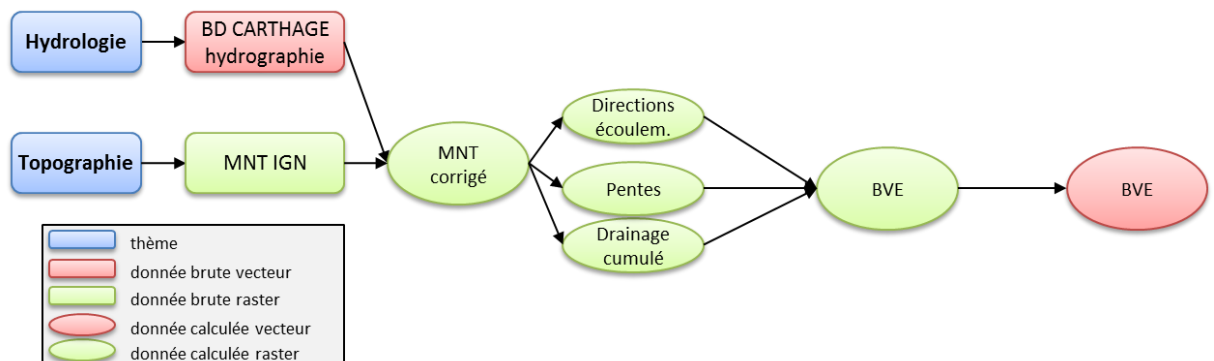 Hydrologie
BD CARTHAGE
hydrographie
Topographie
MNT IGN
MNT
corrigé
Directions
écoulem.
Pentes
Drainage
cumulé
BVE
BVE
thème
donnée brute vecteur
donnée brute raster
donnée calculée vecteur
donnée calculée raster